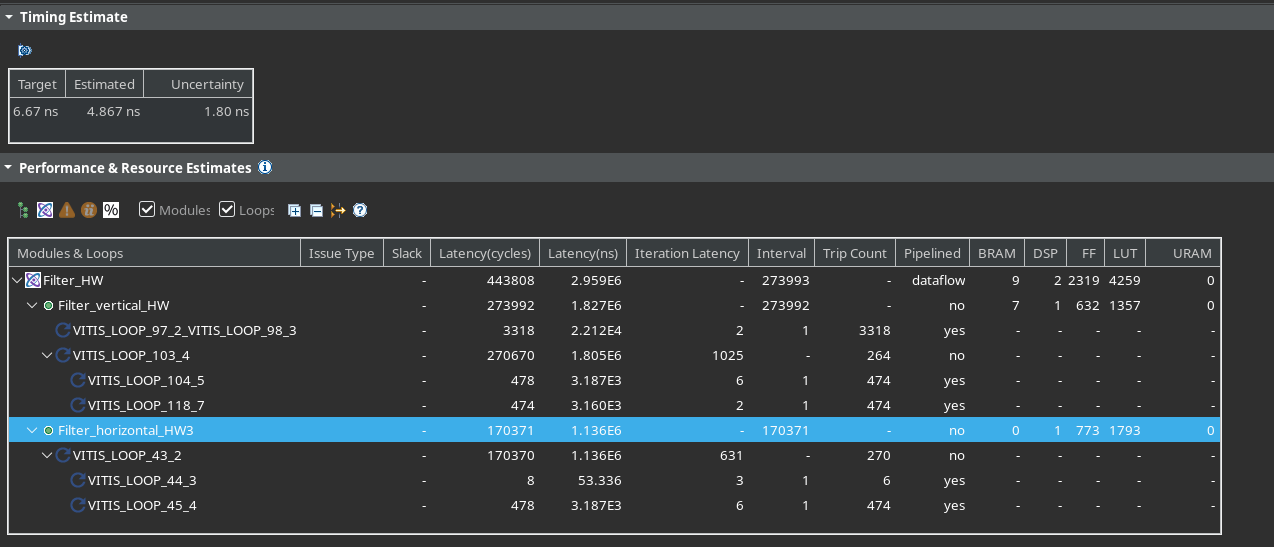 Timing Estimate
Target Estimated Uncertainty
6.67 ns 4.867 ns 1.80 ns
Performance & Resource Estimates
% Modules Loops
Modules & Loops Issue Type Slack Latency(cycles) Latency(ns) Iteration Latency Interval Trip Count Pipelined BRAM DSP FF LUT URAM
Filter_HW - 443808 2.959E6 - 273993 - dataflow 9 2 2319 4259 0
Filter_vertical_HW - 273992 1.827E6 - 273992 - no 7 1 632 1357 0
VITIS_LOOP_97_2_VITIS_LOOP_98_3 - 3318 2.212E4 2 1 3318 yes - - - - -
VITIS_LOOP_103_4 - 270670 1.805E6 1025 - 264 no - - - - -
VITIS_LOOP_104_5 - 478 3.187E3 6 1 474 yes - - - - -
VITIS_LOOP_118_7 - 474 3.160E3 2 1 474 yes - - - - -
Filter_horizontal_HW3 - 170371 1.136E6 - 170371 - no 0 1 773 1793 0
VITIS_LOOP_43_2 - 170370 1.136E6 631 - 270 no - - - - -
VITIS_LOOP_44_3 - 8 53.336 3 1 6 yes - - - - -
VITIS_LOOP_45_4 - 478 3.187E3 6 1 474 yes - - - - -